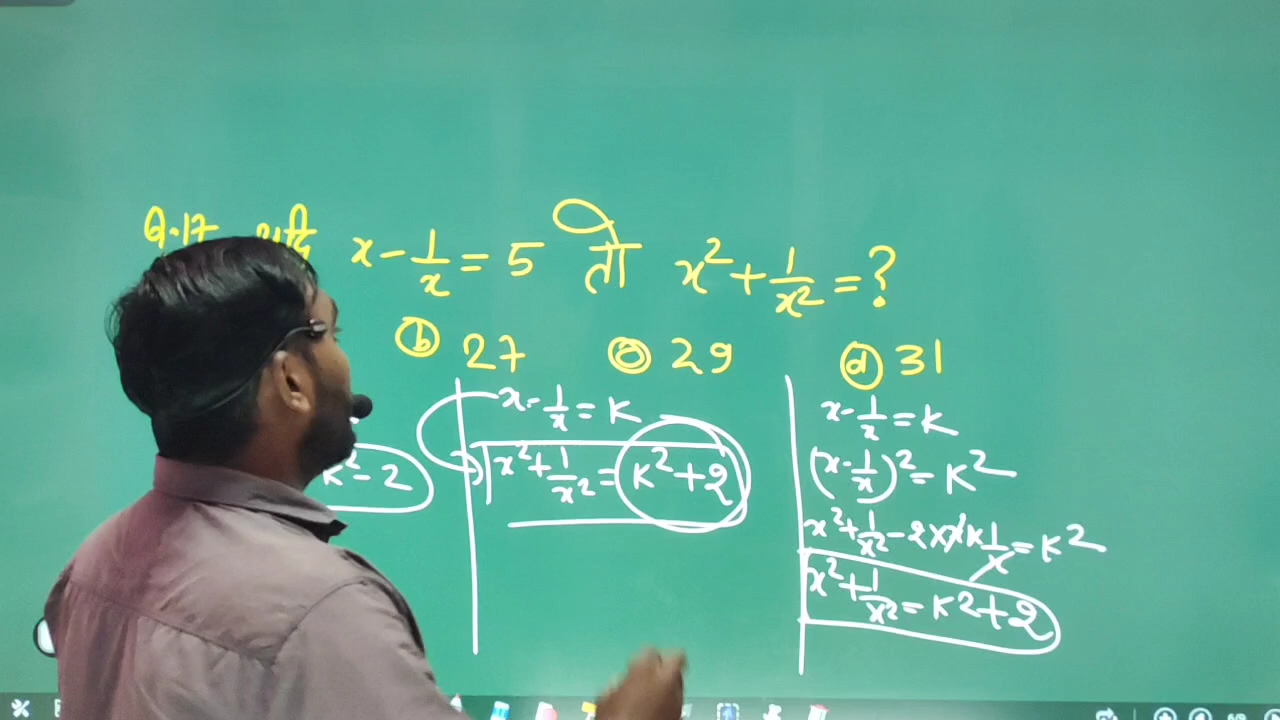 Q.17 यदि x - 1/x = 5 तो x² + 1/x² = ?
(b) 27 (c) 29 (d) 31
K² - 2
x - 1/x = K
x² + 1/x² = K² + 2
x - 1/x = K
(x - 1/x)² = K²
x² + 1/x² - 2 × x × 1/x = K²
x² + 1/x² = K² + 2